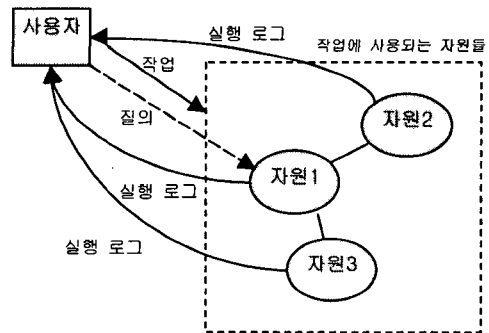 사용자
실행 로그
작업에 사용되는 자원들
작업
질의
자원2
자원1
실행 로그
실행 로그
자원3